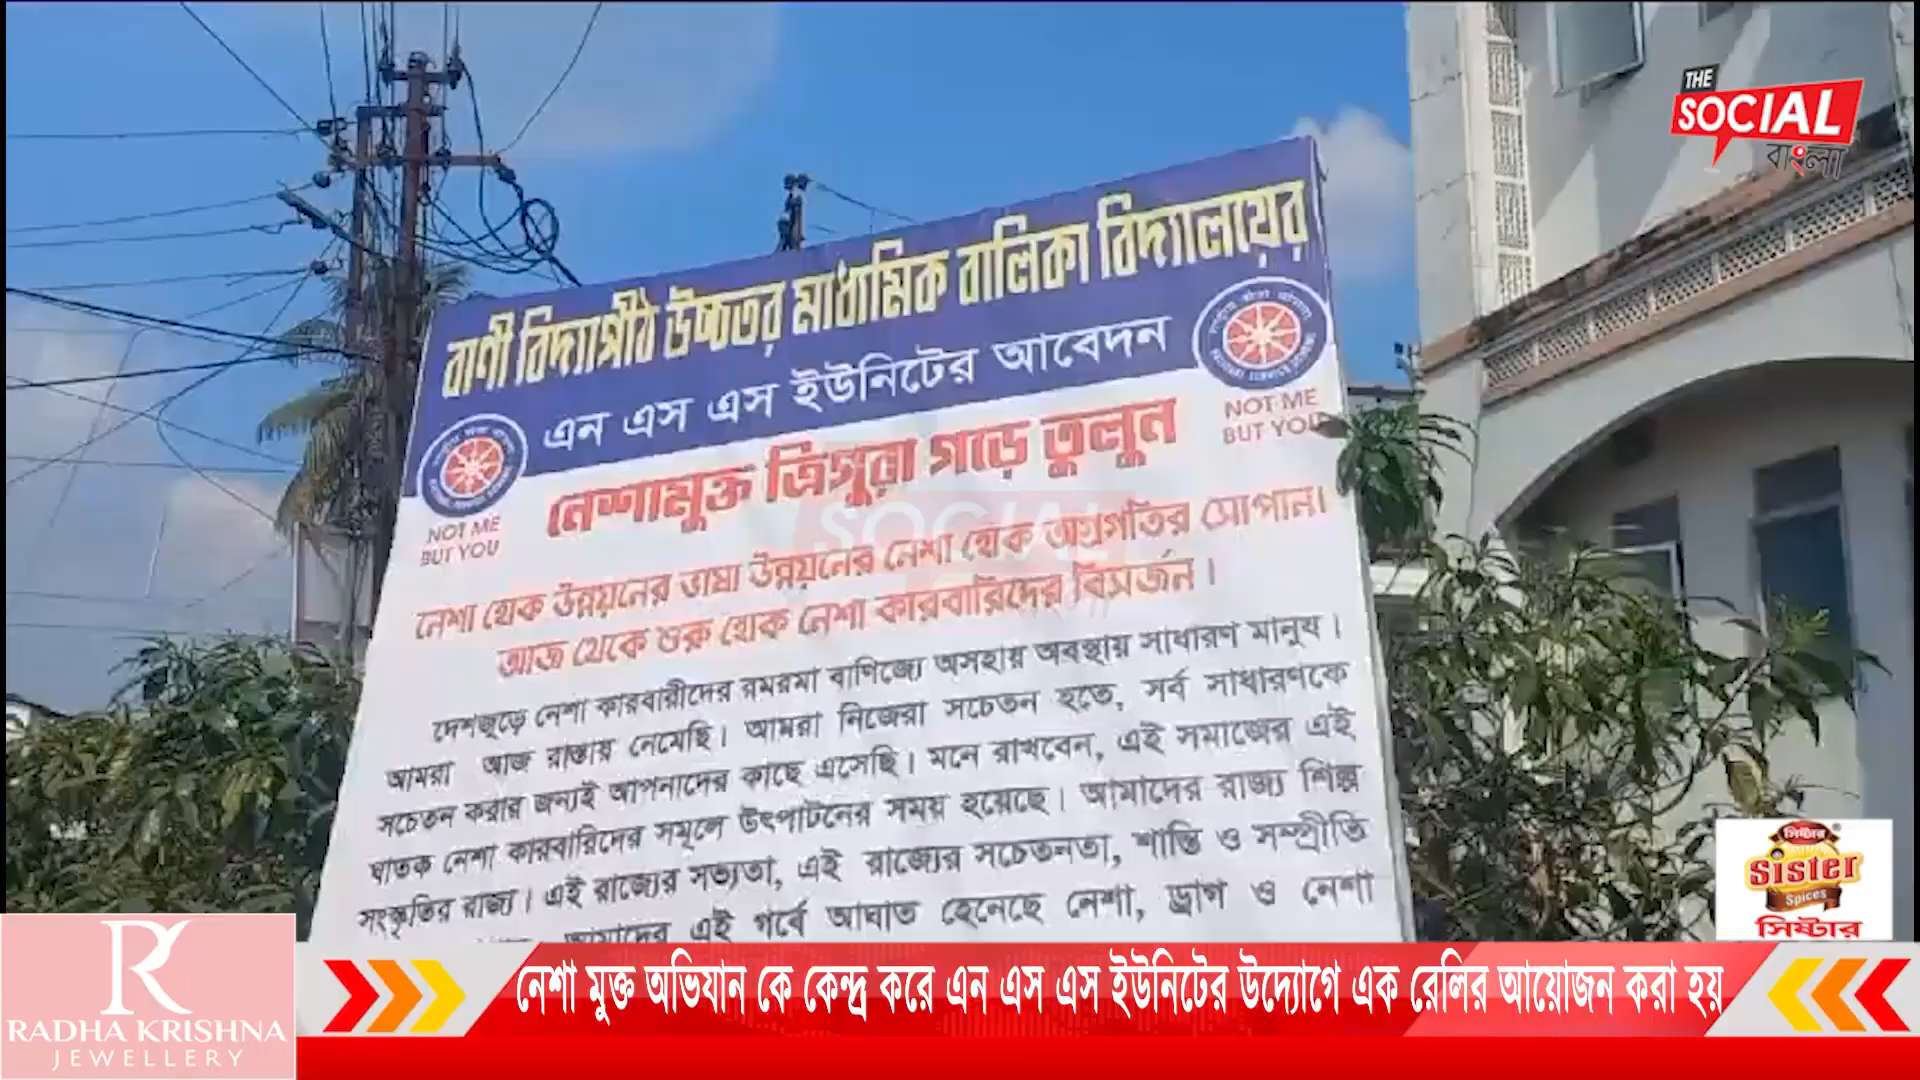 THE
SOCIAL
বাংলা
বাণী বিদ্যাপীঠ উচ্চতর মাধ্যমিক বালিকা বিদ্যালয়ের
এন এস এস ইউনিটের আবেদন
NOT ME
BUT YOU
NOT ME
BUT YOU
নেশামুক্ত ত্রিপুরা গড়ে তুলুন
নেশা হোক উন্নয়নের ভাষা উন্নয়নের নেশা হোক অগ্রগতির সোপান।
আজ থেকে শুরু হোক নেশা কারবারিদের বিসর্জন।
দেশজুড়ে নেশা কারবারীদের রমরমা বাণিজ্যে অসহায় অবস্থায় সাধারণ মানুষ।
আমরা আজ রাস্তায় নেমেছি। আমরা নিজেরা সচেতন হতে, সর্ব সাধারণকে
সচেতন করার জন্যই আপনাদের কাছে এসেছি। মনে রাখবেন, এই সমাজের এই
ঘাতক নেশা কারবারিদের সমূলে উৎপাটনের সময় হয়েছে। আমাদের রাজ্য শিল্প
সংস্কৃতির রাজ্য। এই রাজ্যের সভ্যতা, এই রাজ্যের সচেতনতা, শান্তি ও সম্প্রীতি
আমাদের এই গর্বে আঘাত হেনেছে নেশা, ড্রাগ ও নেশা
সিষ্টার
Sister
Spices
সিষ্টার
RADHA KRISHNA
JEWELLERY
নেশা মুক্ত অভিযান কে কেন্দ্র করে এন এস এস ইউনিটের উদ্যোগে এক রেলির আয়োজন করা হয়